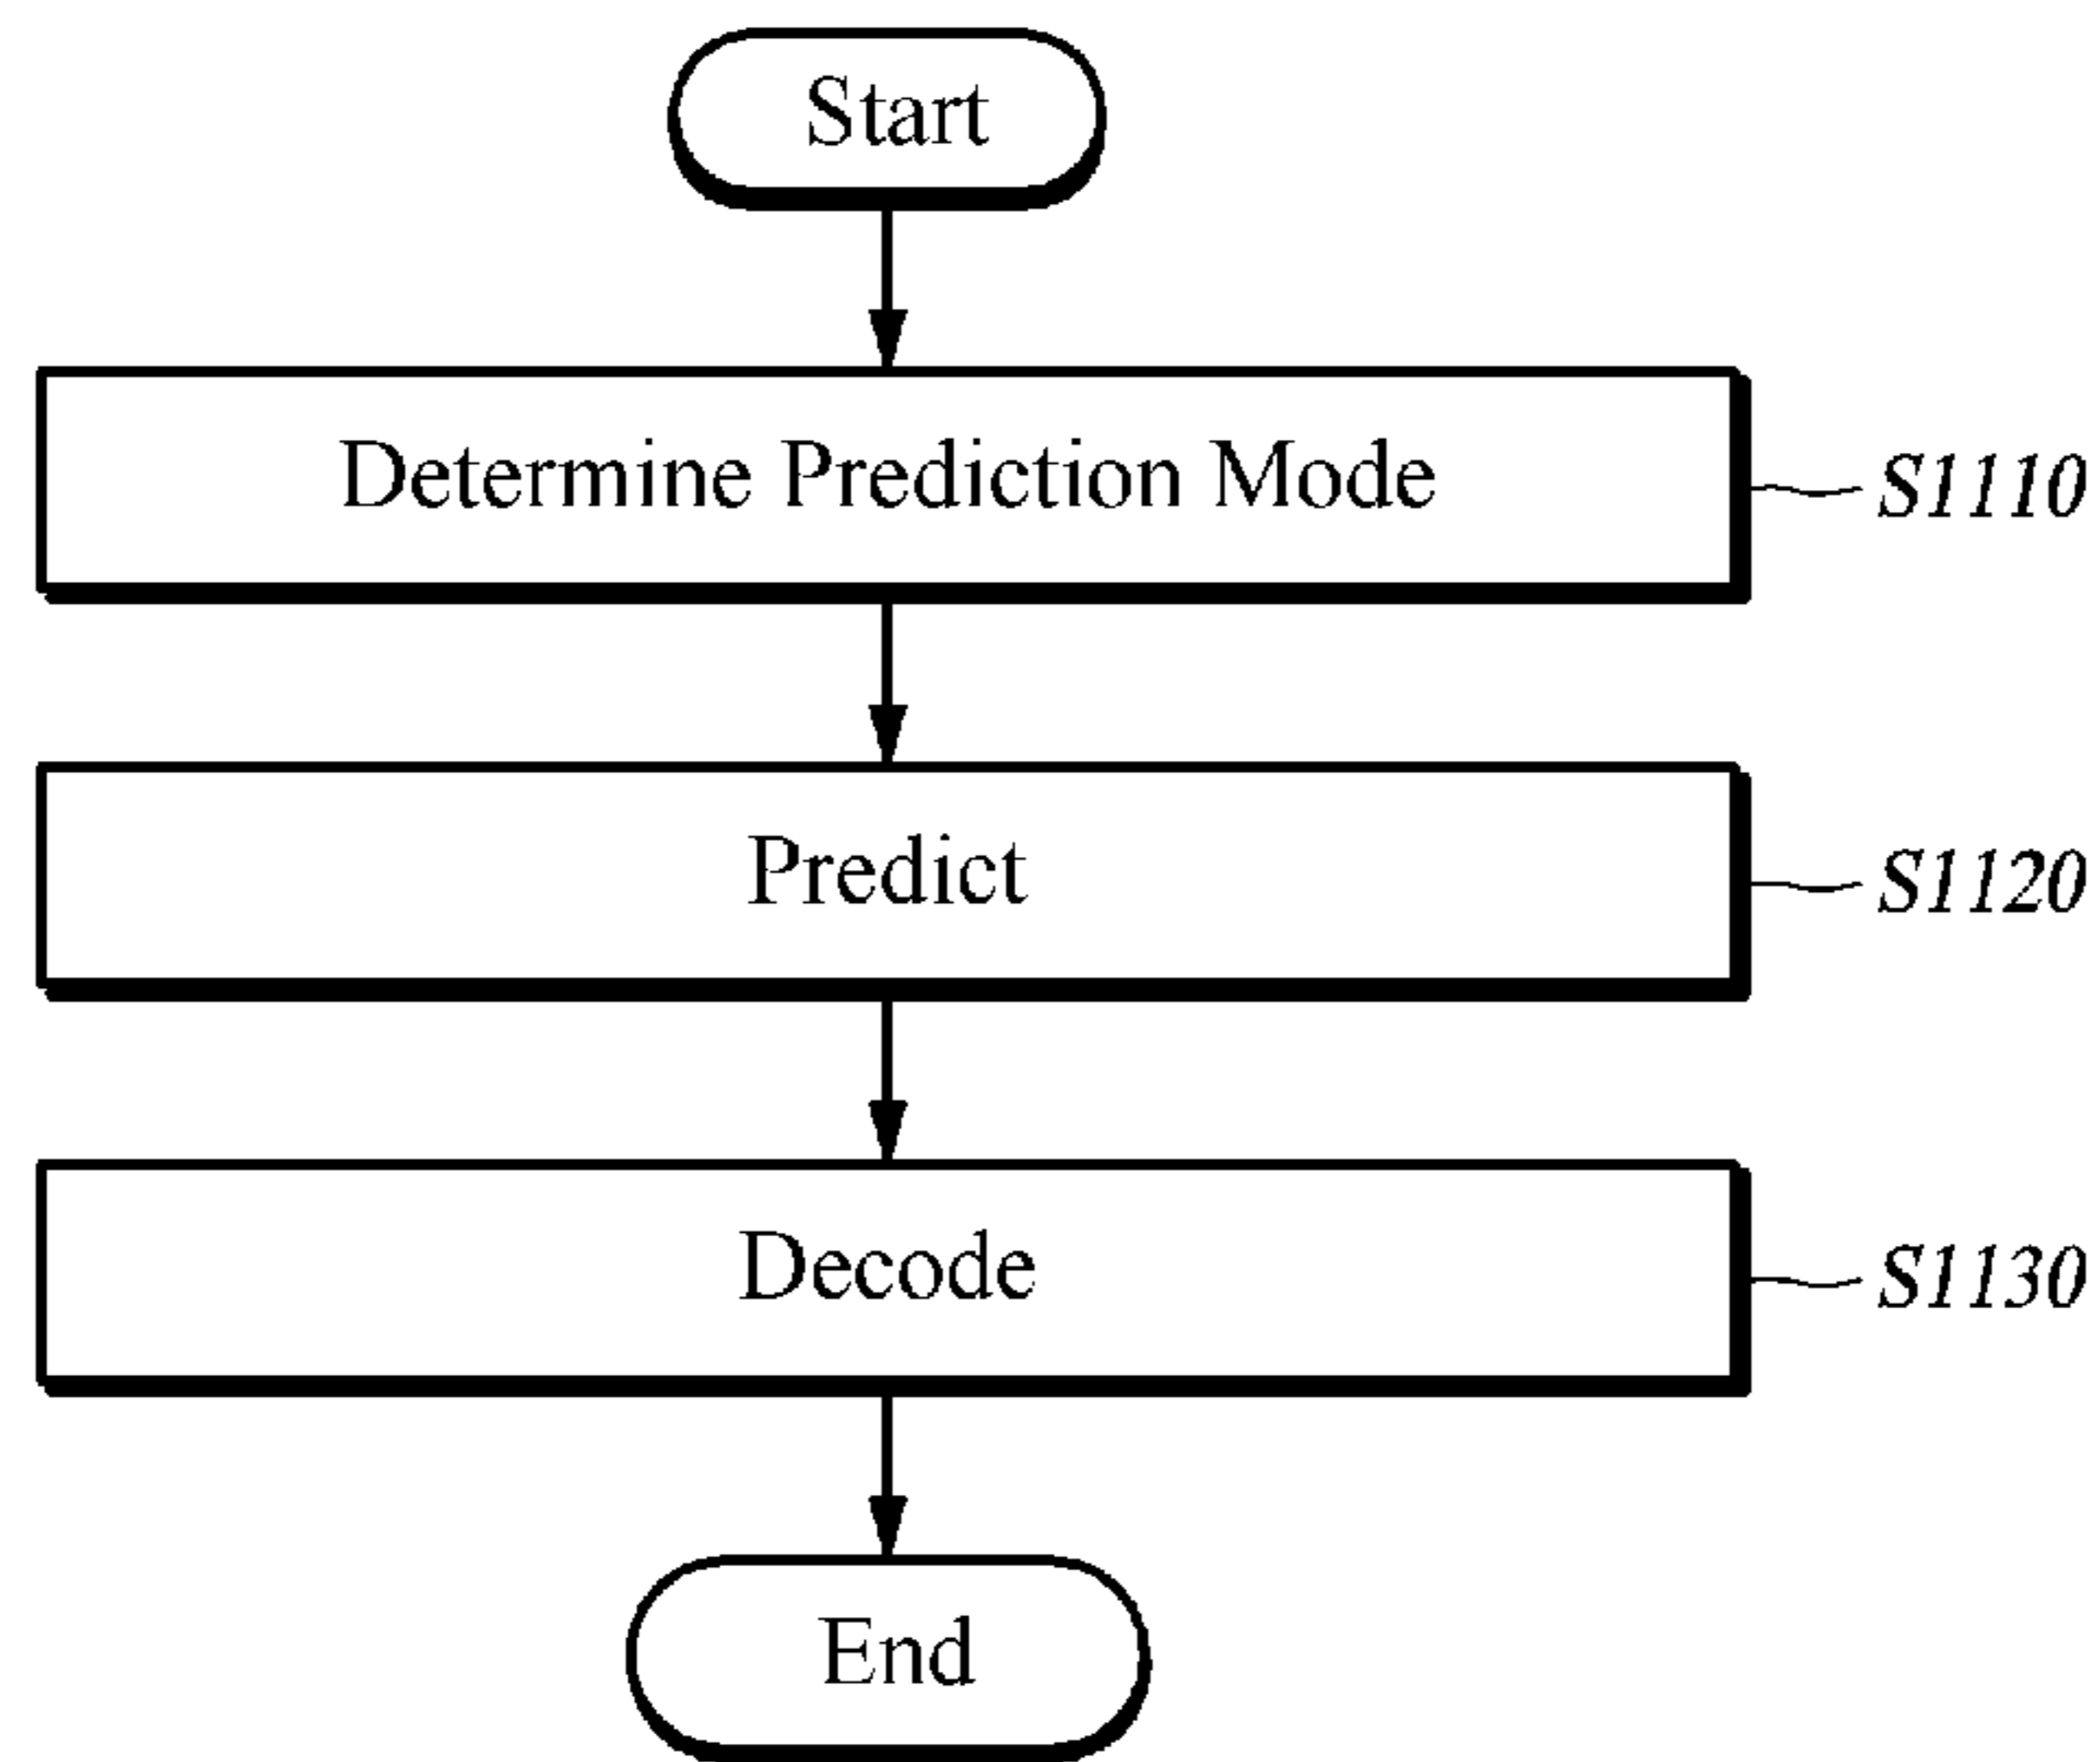 Start
Determine Prediction Mode
S1110
Predict
S1120
Decode
S1130
End